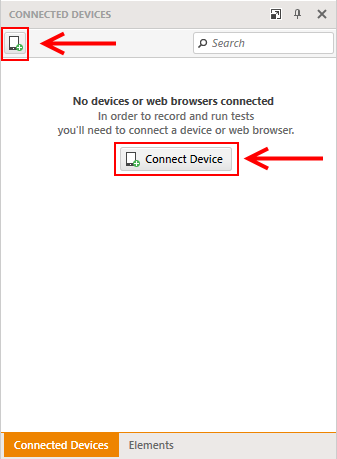 CONNECTED DEVICES
Search
No devices or web browsers connected
In order to record and run tests
you'll need to connect a device or web browser.
Connect Device
Connected Devices
Elements